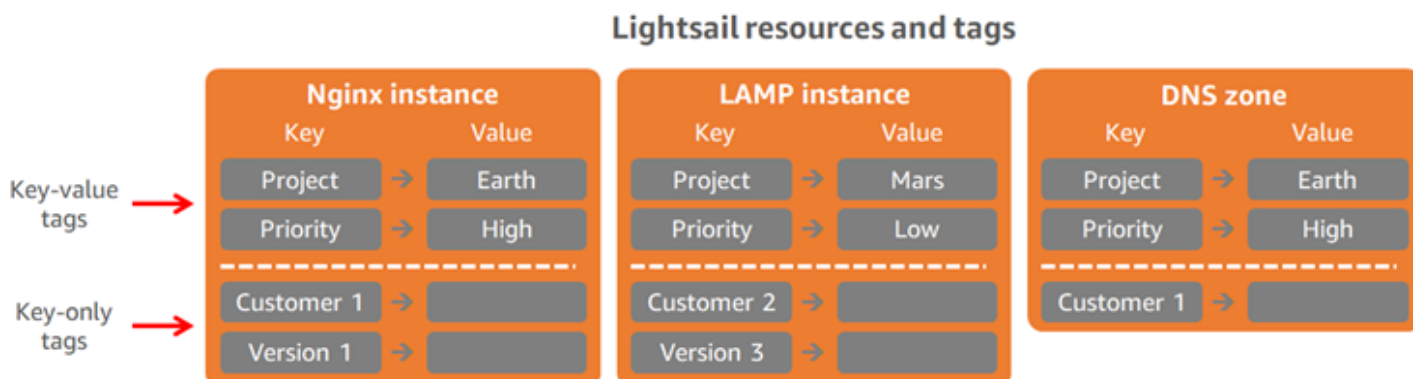 Lightsail resources and tags
Nginx instance
LAMP instance
DNS zone
Key Value
Key Value
Key Value
Key-value
tags
Project → Earth
Project → Mars
Project → Earth
Priority → High
Priority → Low
Priority → High
Key-only
tags
Customer 1 →
Customer 2 →
Customer 1 →
Version 1 →
Version 3 →